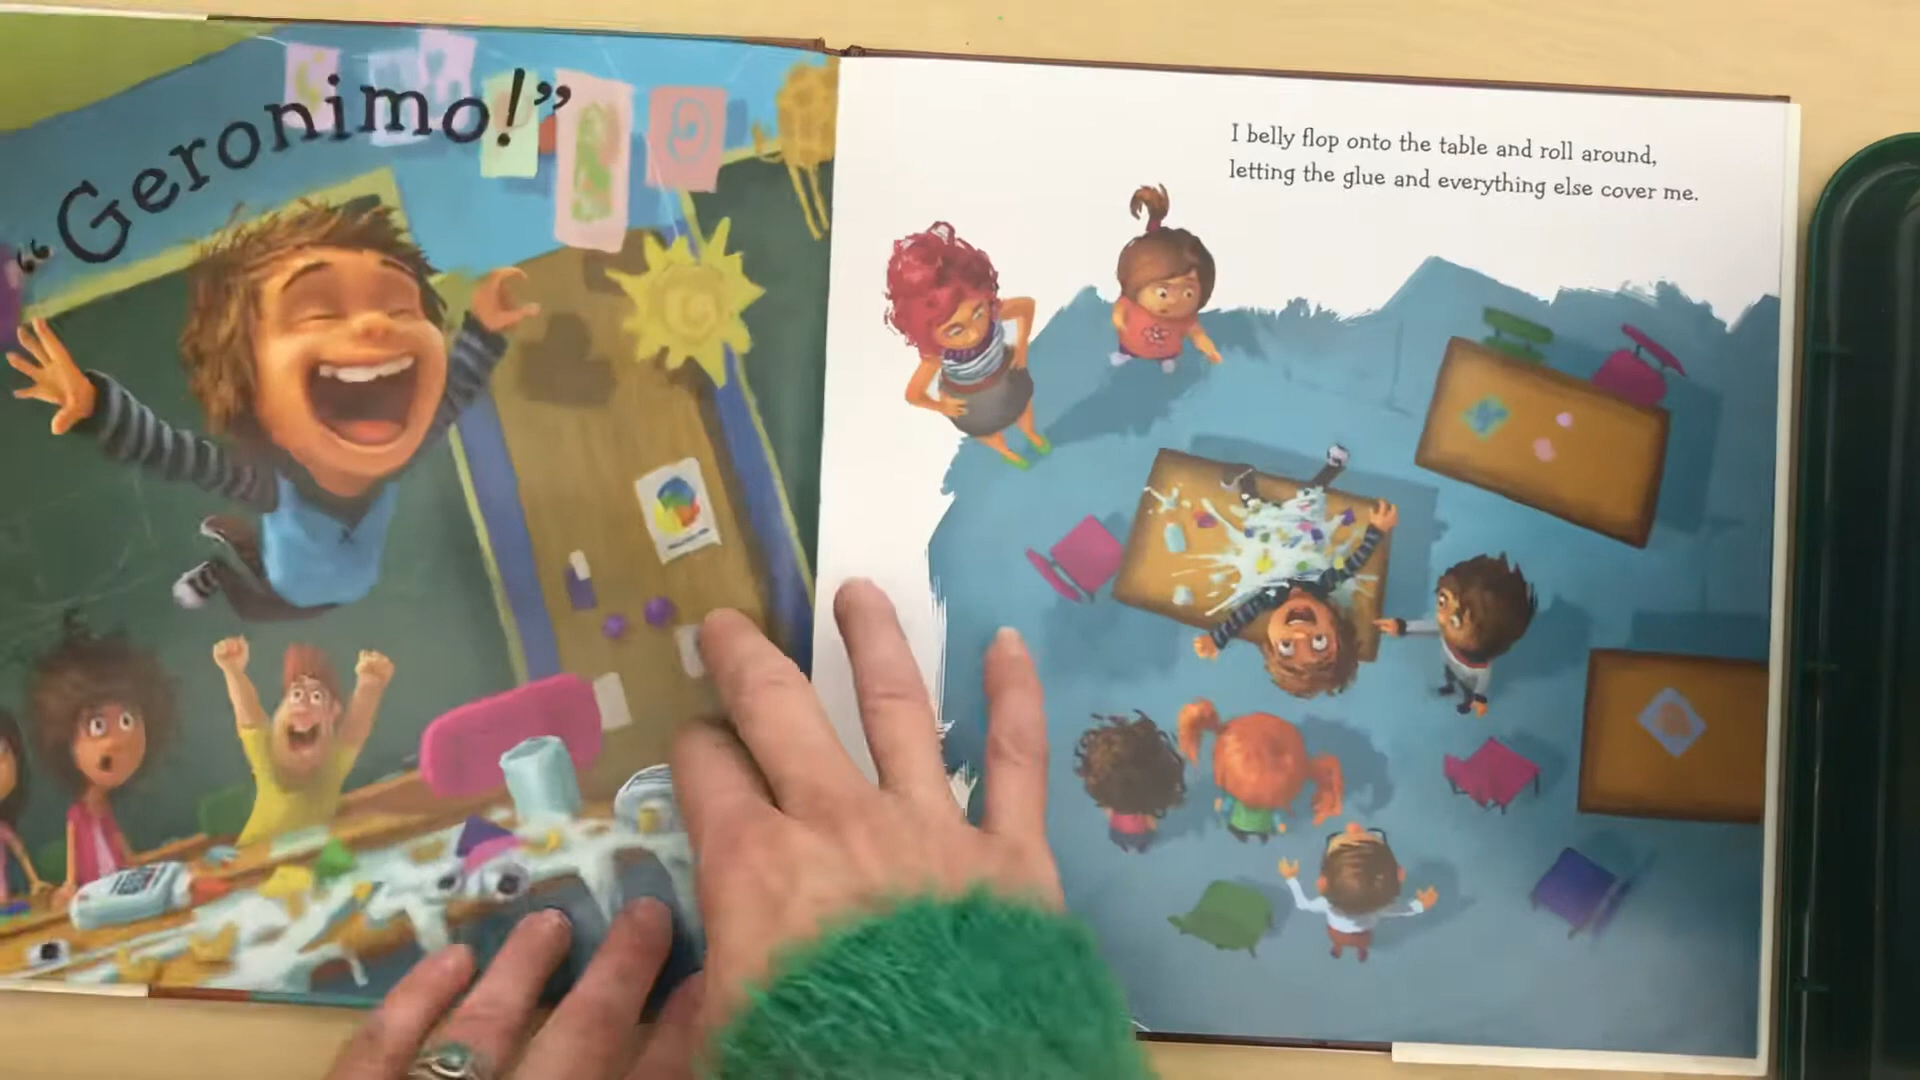 “Geronimo!”
I belly flop onto the table and roll around,
letting the glue and everything else cover me.